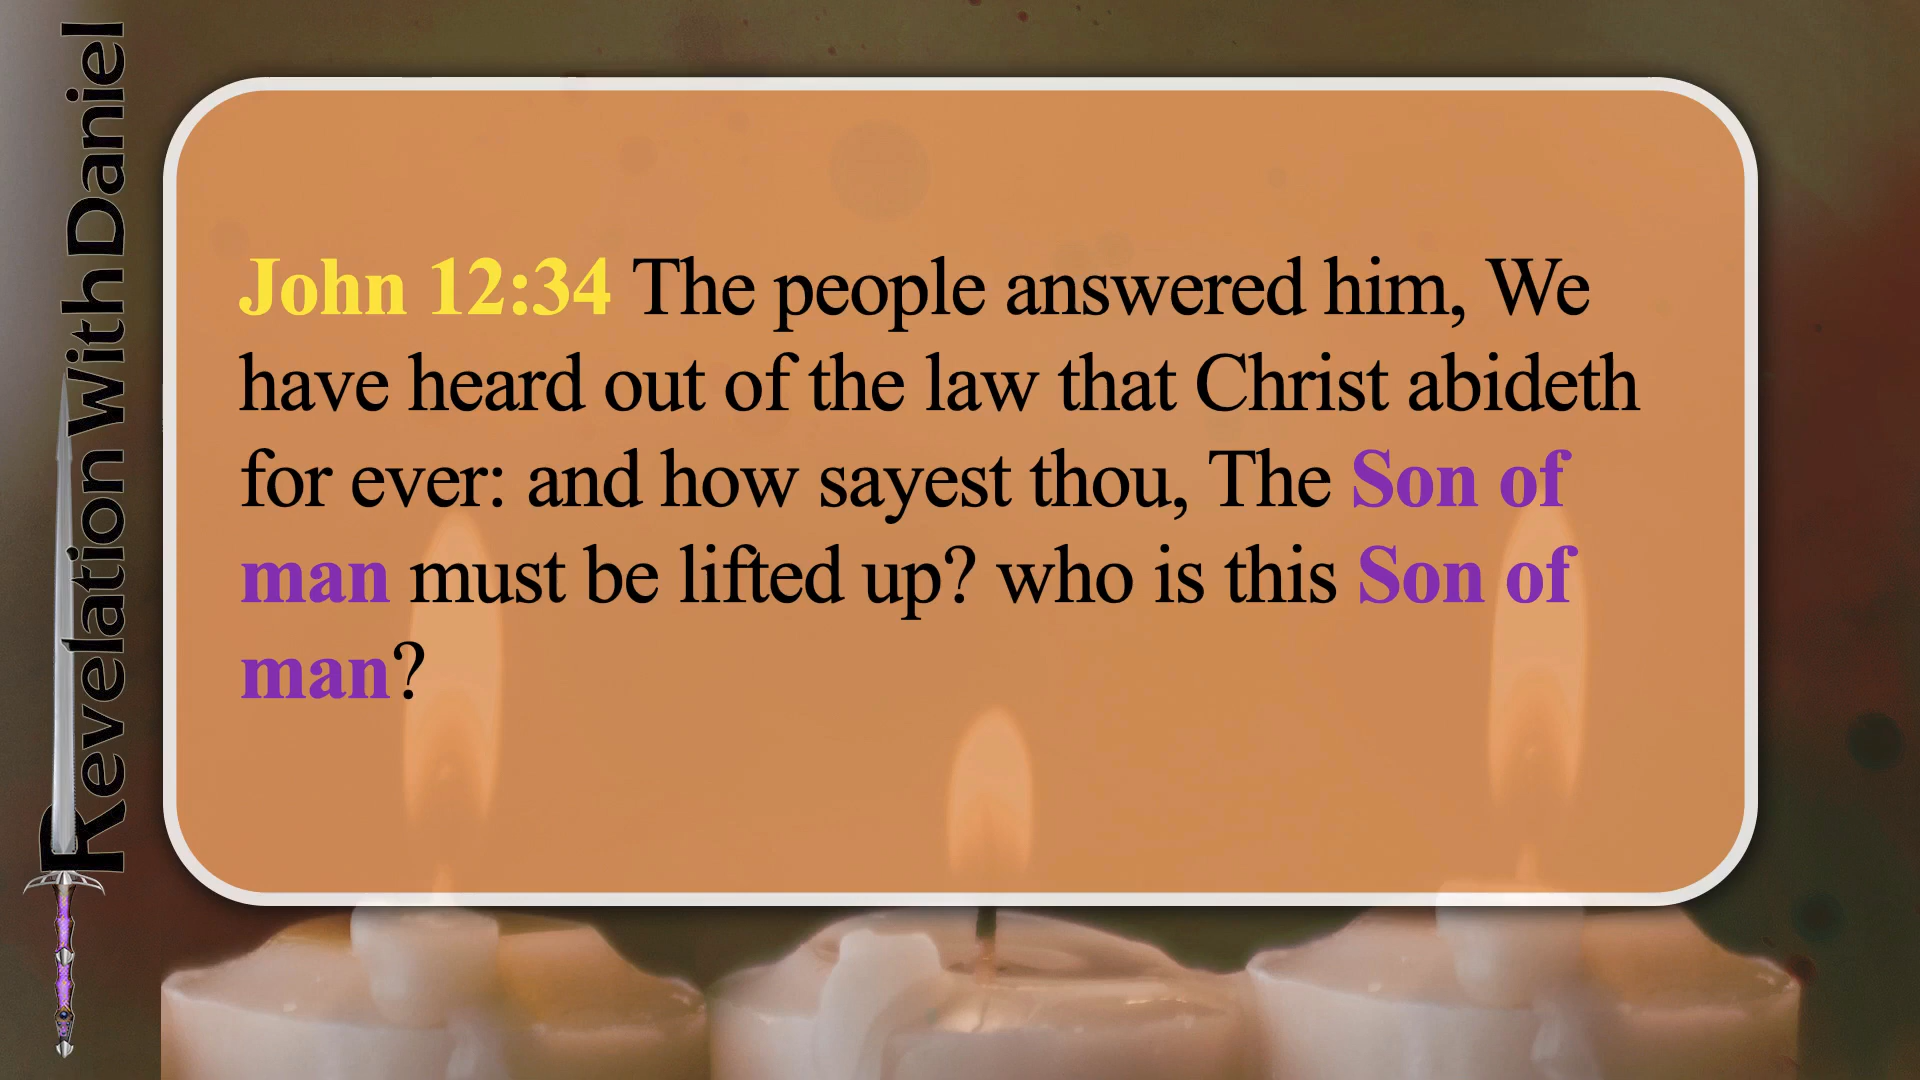 Revelation With Daniel
John 12:34 The people answered him, We
have heard out of the law that Christ abideth
for ever: and how sayest thou, The Son of
man must be lifted up? who is this Son of
man?